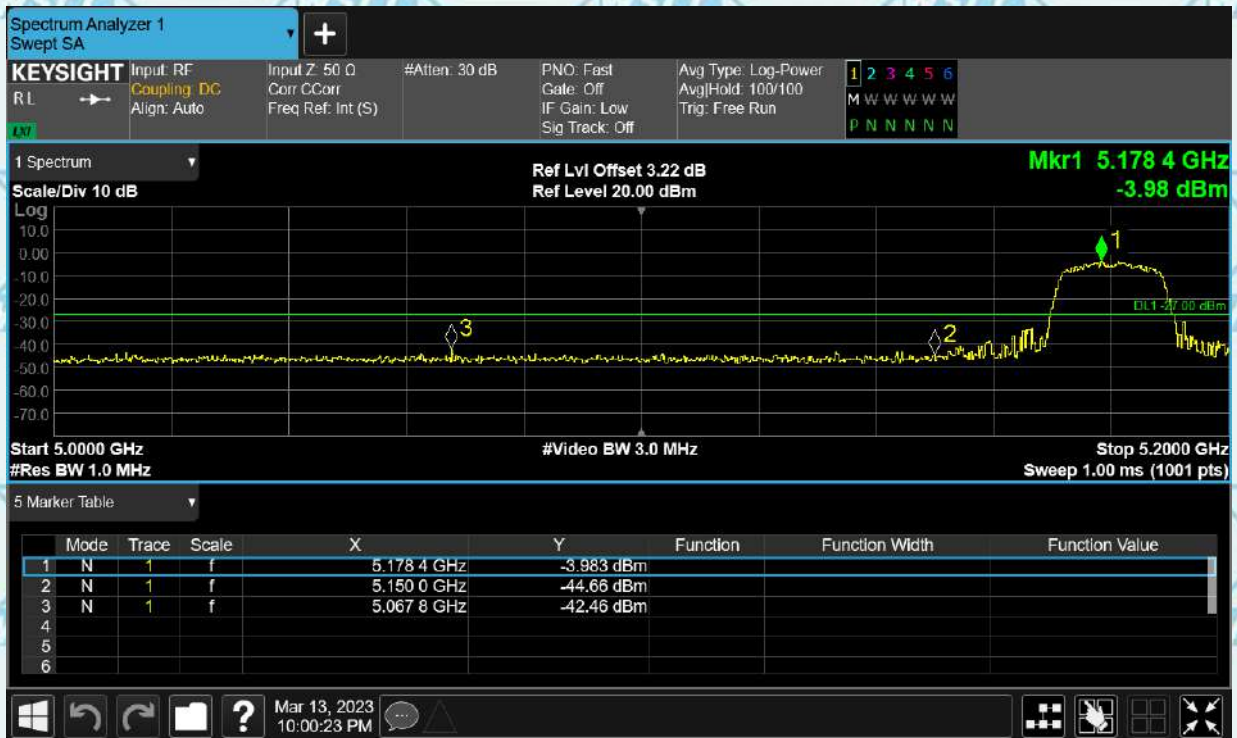 Spectrum Analyzer 1
Swept SA
+
KEYSIGHT Input: RF Input Z: 50 Ω #Atten: 30 dB PNO: Fast Avg Type: Log-Power 1 2 3 4 5 6
RL Coupling: DC Corr CCorr Gate: Off Avg|Hold: 100/100 M W W W W W
Align: Auto Freq Ref: Int (S) IF Gain: Low Trig: Free Run
LXI Sig Track: Off P N N N N N
1 Spectrum Ref Lvl Offset 3.22 dB Mkr1 5.178 4 GHz
Scale/Div 10 dB Ref Level 20.00 dBm -3.98 dBm
Log
10.0
0.00
-10.0
-20.0
-30.0
-40.0
-50.0
-60.0
-70.0
1
DL1 -27.00 dBm
3
2
Start 5.0000 GHz #Video BW 3.0 MHz Stop 5.2000 GHz
#Res BW 1.0 MHz Sweep 1.00 ms (1001 pts)
5 Marker Table
Mode Trace Scale X Y Function Function Width Function Value
1 N 1 f 5.178 4 GHz -3.983 dBm
2 N 1 f 5.150 0 GHz -44.66 dBm
3 N 1 f 5.067 8 GHz -42.46 dBm
4
5
6
? Mar 13, 2023
10:00:23 PM